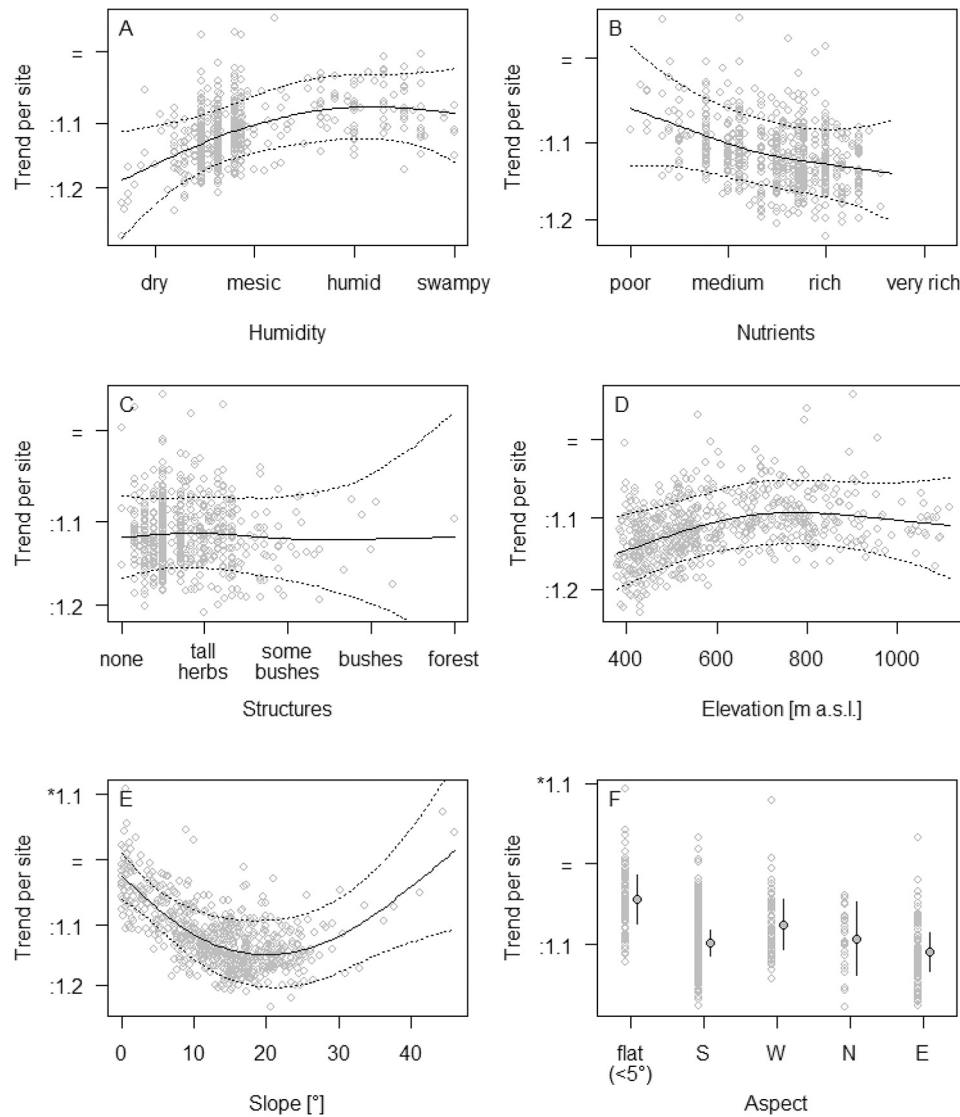 A
Trend per site
=
:1.1
:1.2
dry mesic humid swampy
Humidity
B
Trend per site
=
:1.1
:1.2
poor medium rich very rich
Nutrients
C
Trend per site
=
:1.1
:1.2
none tall herbs some bushes bushes forest
Structures
D
Trend per site
=
:1.1
:1.2
400 600 800 1000
Elevation [m a.s.l.]
E
Trend per site
*1.1
=
:1.1
:1.2
0 10 20 30 40
Slope [°]
F
Trend per site
*1.1
=
:1.1
flat (<5°) S W N E
Aspect